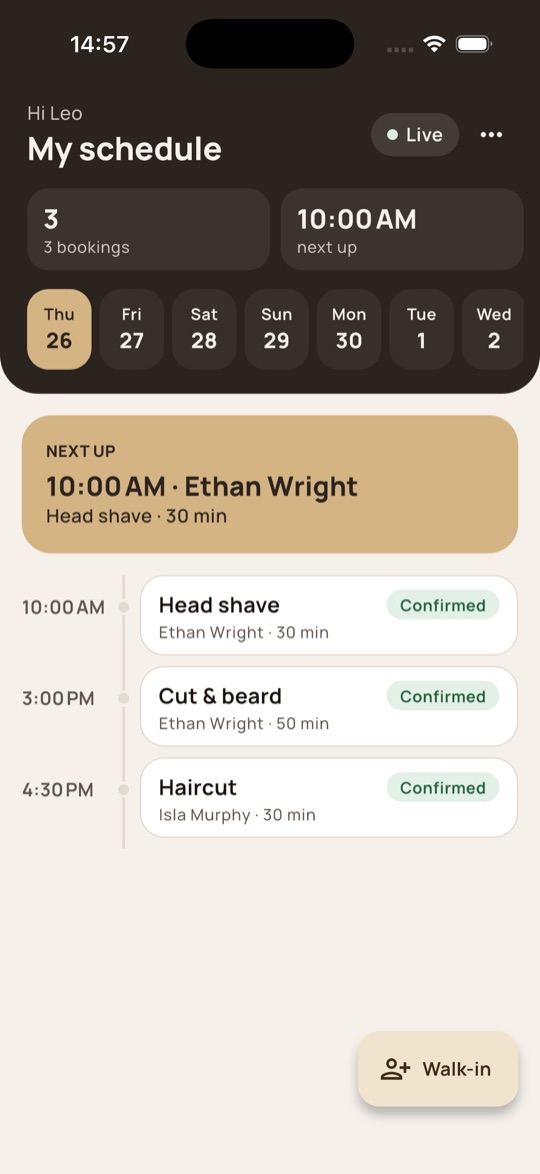 14:57
Hi Leo
My schedule
Live
3
3 bookings
10:00 AM
next up
Thu
26
Fri
27
Sat
28
Sun
29
Mon
30
Tue
1
Wed
2
NEXT UP
10:00 AM · Ethan Wright
Head shave · 30 min
10:00 AM
Head shave
Confirmed
Ethan Wright · 30 min
3:00 PM
Cut & beard
Confirmed
Ethan Wright · 50 min
4:30 PM
Haircut
Confirmed
Isla Murphy · 30 min
Walk-in